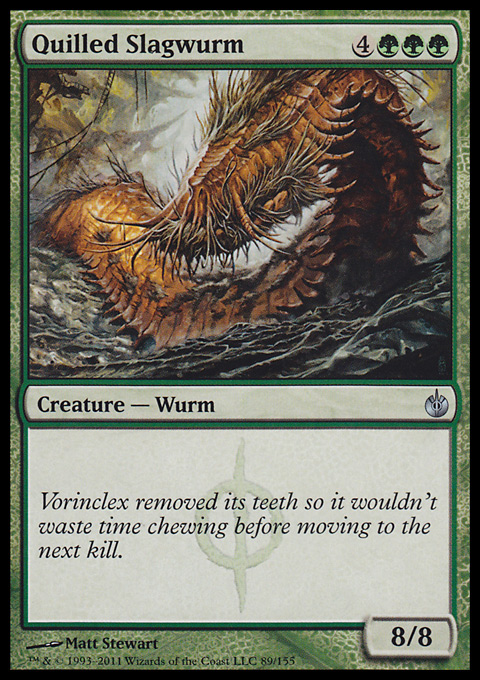 Quilled Slagwurm 4
Creature — Wurm
Vorinclex removed its teeth so it wouldn't
waste time chewing before moving to the
next kill.
Matt Stewart
8/8
™ & © 1993–2011 Wizards of the Coast LLC 89/155